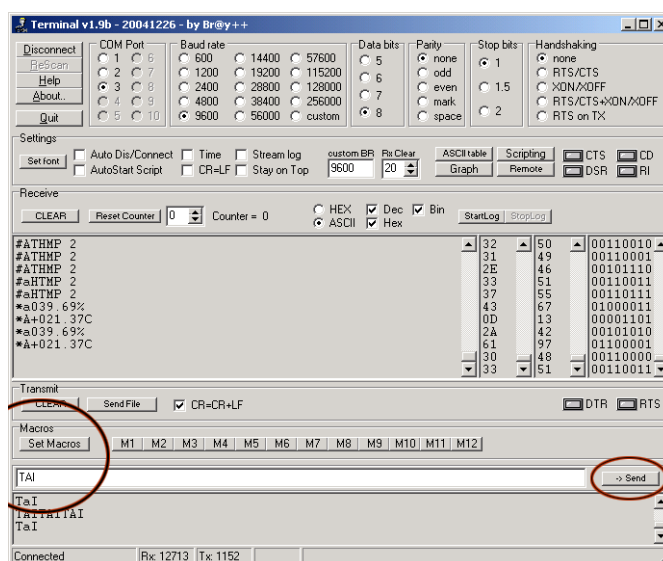 Terminal v1.9b - 20041226 - by Br@y++
Disconnect
ReScan
Help
About..
Quit
COM Port
1 6
2 7
3 8
4 9
5 10
Baud rate
600 14400 57600
1200 19200 115200
2400 28800 128000
4800 38400 256000
9600 56000 custom
Data bits
5
6
7
8
Parity
none
odd
even
mark
space
Stop bits
1
1.5
2
Handshaking
none
RTS/CTS
XON/XOFF
RTS/CTS+XON/XOFF
RTS on TX
Settings
Set font
Auto Dis/Connect Time Stream log
AutoStart Script CR=LF Stay on Top
custom BR Rx Clear
9600 20
ASCII table Scripting
Graph Remote
CTS CD
DSR RI
Receive
CLEAR Reset Counter 0 Counter = 0
HEX Dec Bin
ASCII Hex
StartLog StopLog
#ATHMP 2
#ATHMP 2
#ATHMP 2
#aHTMP 2
#aHTMP 2
*a039.69%
*A+021.37C
*a039.69%
*A+021.37C
32 50 00110010
31 49 00110001
2E 46 00101110
33 51 00110011
37 55 00110111
43 67 01000011
0D 13 00001101
2A 42 00101010
61 97 01100001
30 48 00110000
33 51 00110011
Transmit
CLEAR Send File CR=CR+LF
DTR RTS
Macros
Set Macros M1 M2 M3 M4 M5 M6 M7 M8 M9 M10 M11 M12
TAI
-> Send
TaI
TAITAITAI
TaI
Connected Rx: 12713 Tx: 1152